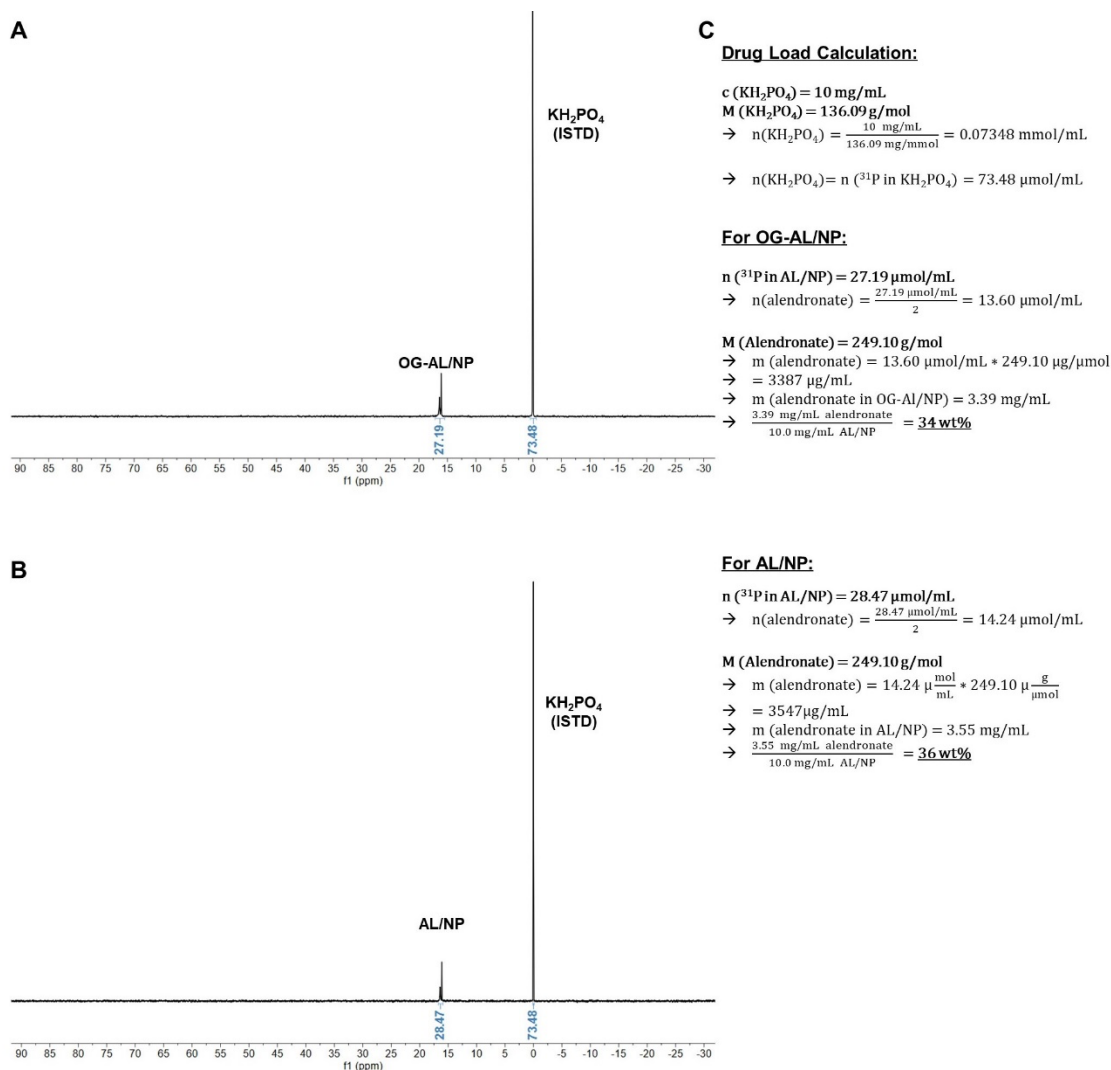 A
KH₂PO₄
(ISTD)
OG-AL/NP
27.19
73.48
90 85 80 75 70 65 60 55 50 45 40 35 30 25 20 15 10 5 0 -5 -10 -15 -20 -25 -30
f1 (ppm)
B
KH₂PO₄
(ISTD)
AL/NP
28.47
73.48
90 85 80 75 70 65 60 55 50 45 40 35 30 25 20 15 10 5 0 -5 -10 -15 -20 -25 -30
f1 (ppm)
C
Drug Load Calculation:
c (KH₂PO₄) = 10 mg/mL
M (KH₂PO₄) = 136.09 g/mol
→ n(KH₂PO₄) = 10 mg/mL / 136.09 mg/mmol = 0.07348 mmol/mL
→ n(KH₂PO₄)= n (³¹P in KH₂PO₄) = 73.48 µmol/mL
For OG-AL/NP:
n (³¹P in AL/NP) = 27.19 µmol/mL
→ n(alendronate) = 27.19 µmol/mL / 2 = 13.60 µmol/mL
M (Alendronate) = 249.10 g/mol
→ m (alendronate) = 13.60 µmol/mL * 249.10 µg/µmol
→ = 3387 µg/mL
→ m (alendronate in OG-Al/NP) = 3.39 mg/mL
→ 3.39 mg/mL alendronate / 10.0 mg/mL AL/NP = 34 wt%
For AL/NP:
n (³¹P in AL/NP) = 28.47 µmol/mL
→ n(alendronate) = 28.47 µmol/mL / 2 = 14.24 µmol/mL
M (Alendronate) = 249.10 g/mol
→ m (alendronate) = 14.24 µ mol/mL * 249.10 µ g/µmol
→ = 3547µg/mL
→ m (alendronate in AL/NP) = 3.55 mg/mL
→ 3.55 mg/mL alendronate / 10.0 mg/mL AL/NP = 36 wt%